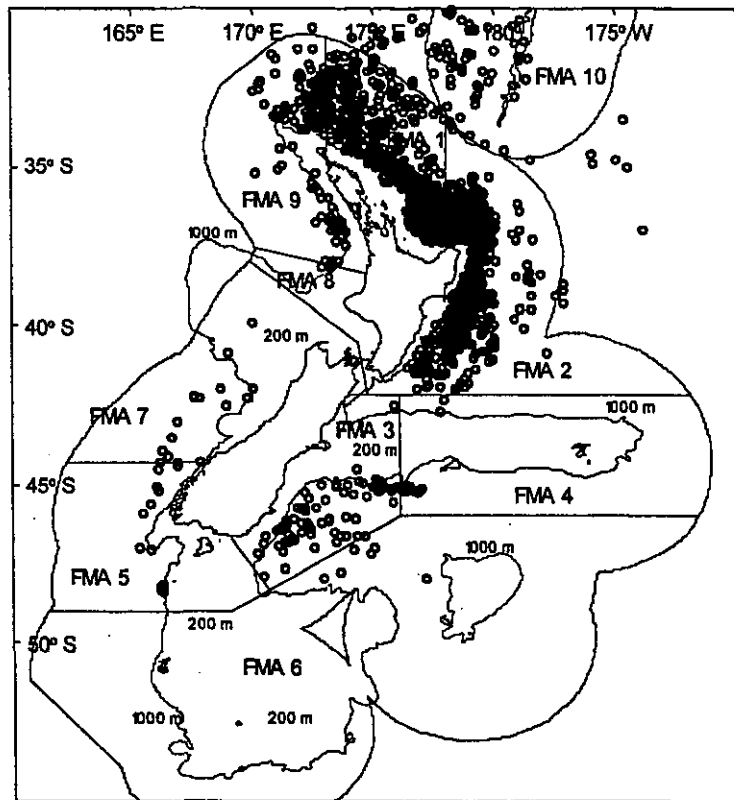 165° E 170° E 175° E 180° 175° W
FMA 10
FMA 1
35° S
FMA 9
1000 m
FMA 8
40° S
200 m
FMA 2
FMA 7
FMA 3
1000 m
200 m
45° S
FMA 4
1000 m
FMA 5
200 m
50° S
FMA 6
1000 m
200 m